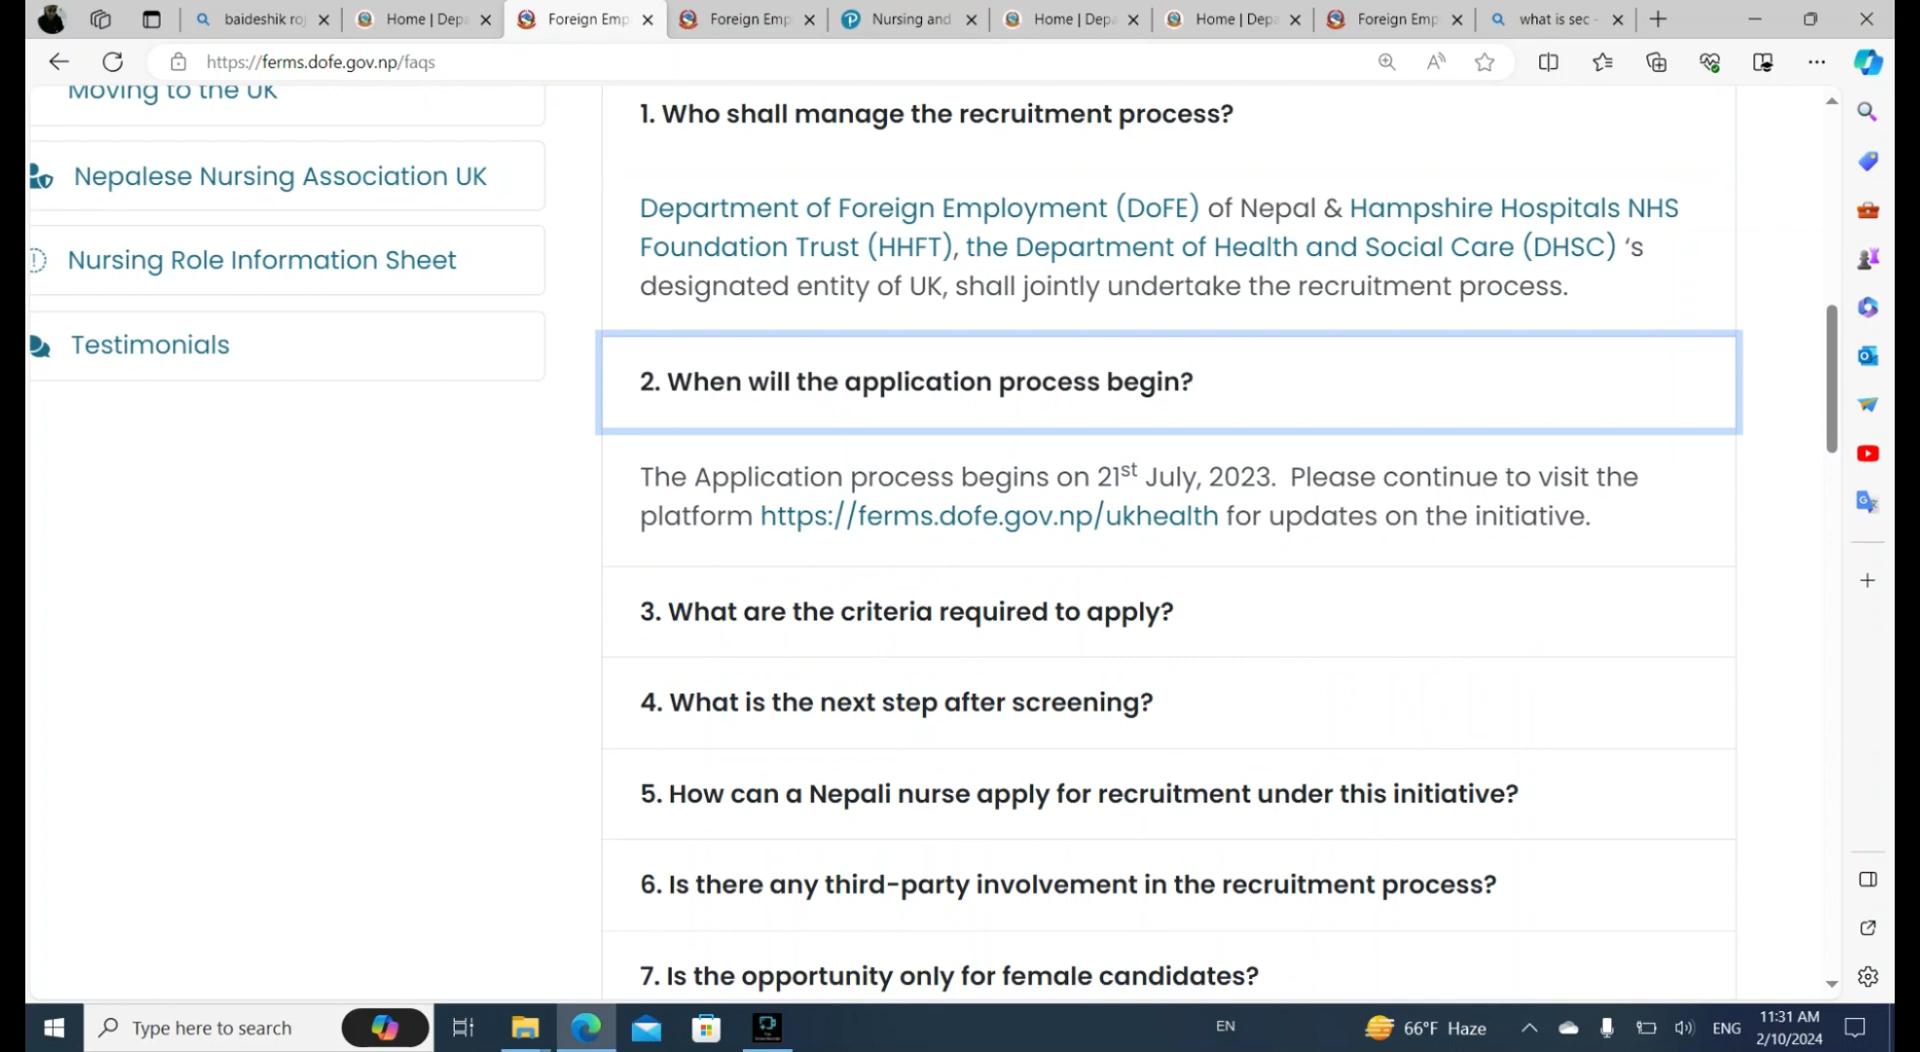 baideshik roj
Home | Depa
Foreign Emp
Foreign Emp
Nursing and
Home | Depa
Home | Depa
Foreign Emp
what is sec -
https://ferms.dofe.gov.np/faqs
Moving to the UK
Nepalese Nursing Association UK
Nursing Role Information Sheet
Testimonials
1. Who shall manage the recruitment process?
Department of Foreign Employment (DoFE) of Nepal & Hampshire Hospitals NHS
Foundation Trust (HHFT), the Department of Health and Social Care (DHSC) ‘s
designated entity of UK, shall jointly undertake the recruitment process.
2. When will the application process begin?
The Application process begins on 21st July, 2023. Please continue to visit the
platform https://ferms.dofe.gov.np/ukhealth for updates on the initiative.
3. What are the criteria required to apply?
4. What is the next step after screening?
5. How can a Nepali nurse apply for recruitment under this initiative?
6. Is there any third-party involvement in the recruitment process?
7. Is the opportunity only for female candidates?
Type here to search
EN
66°F Haze
ENG
11:31 AM
2/10/2024